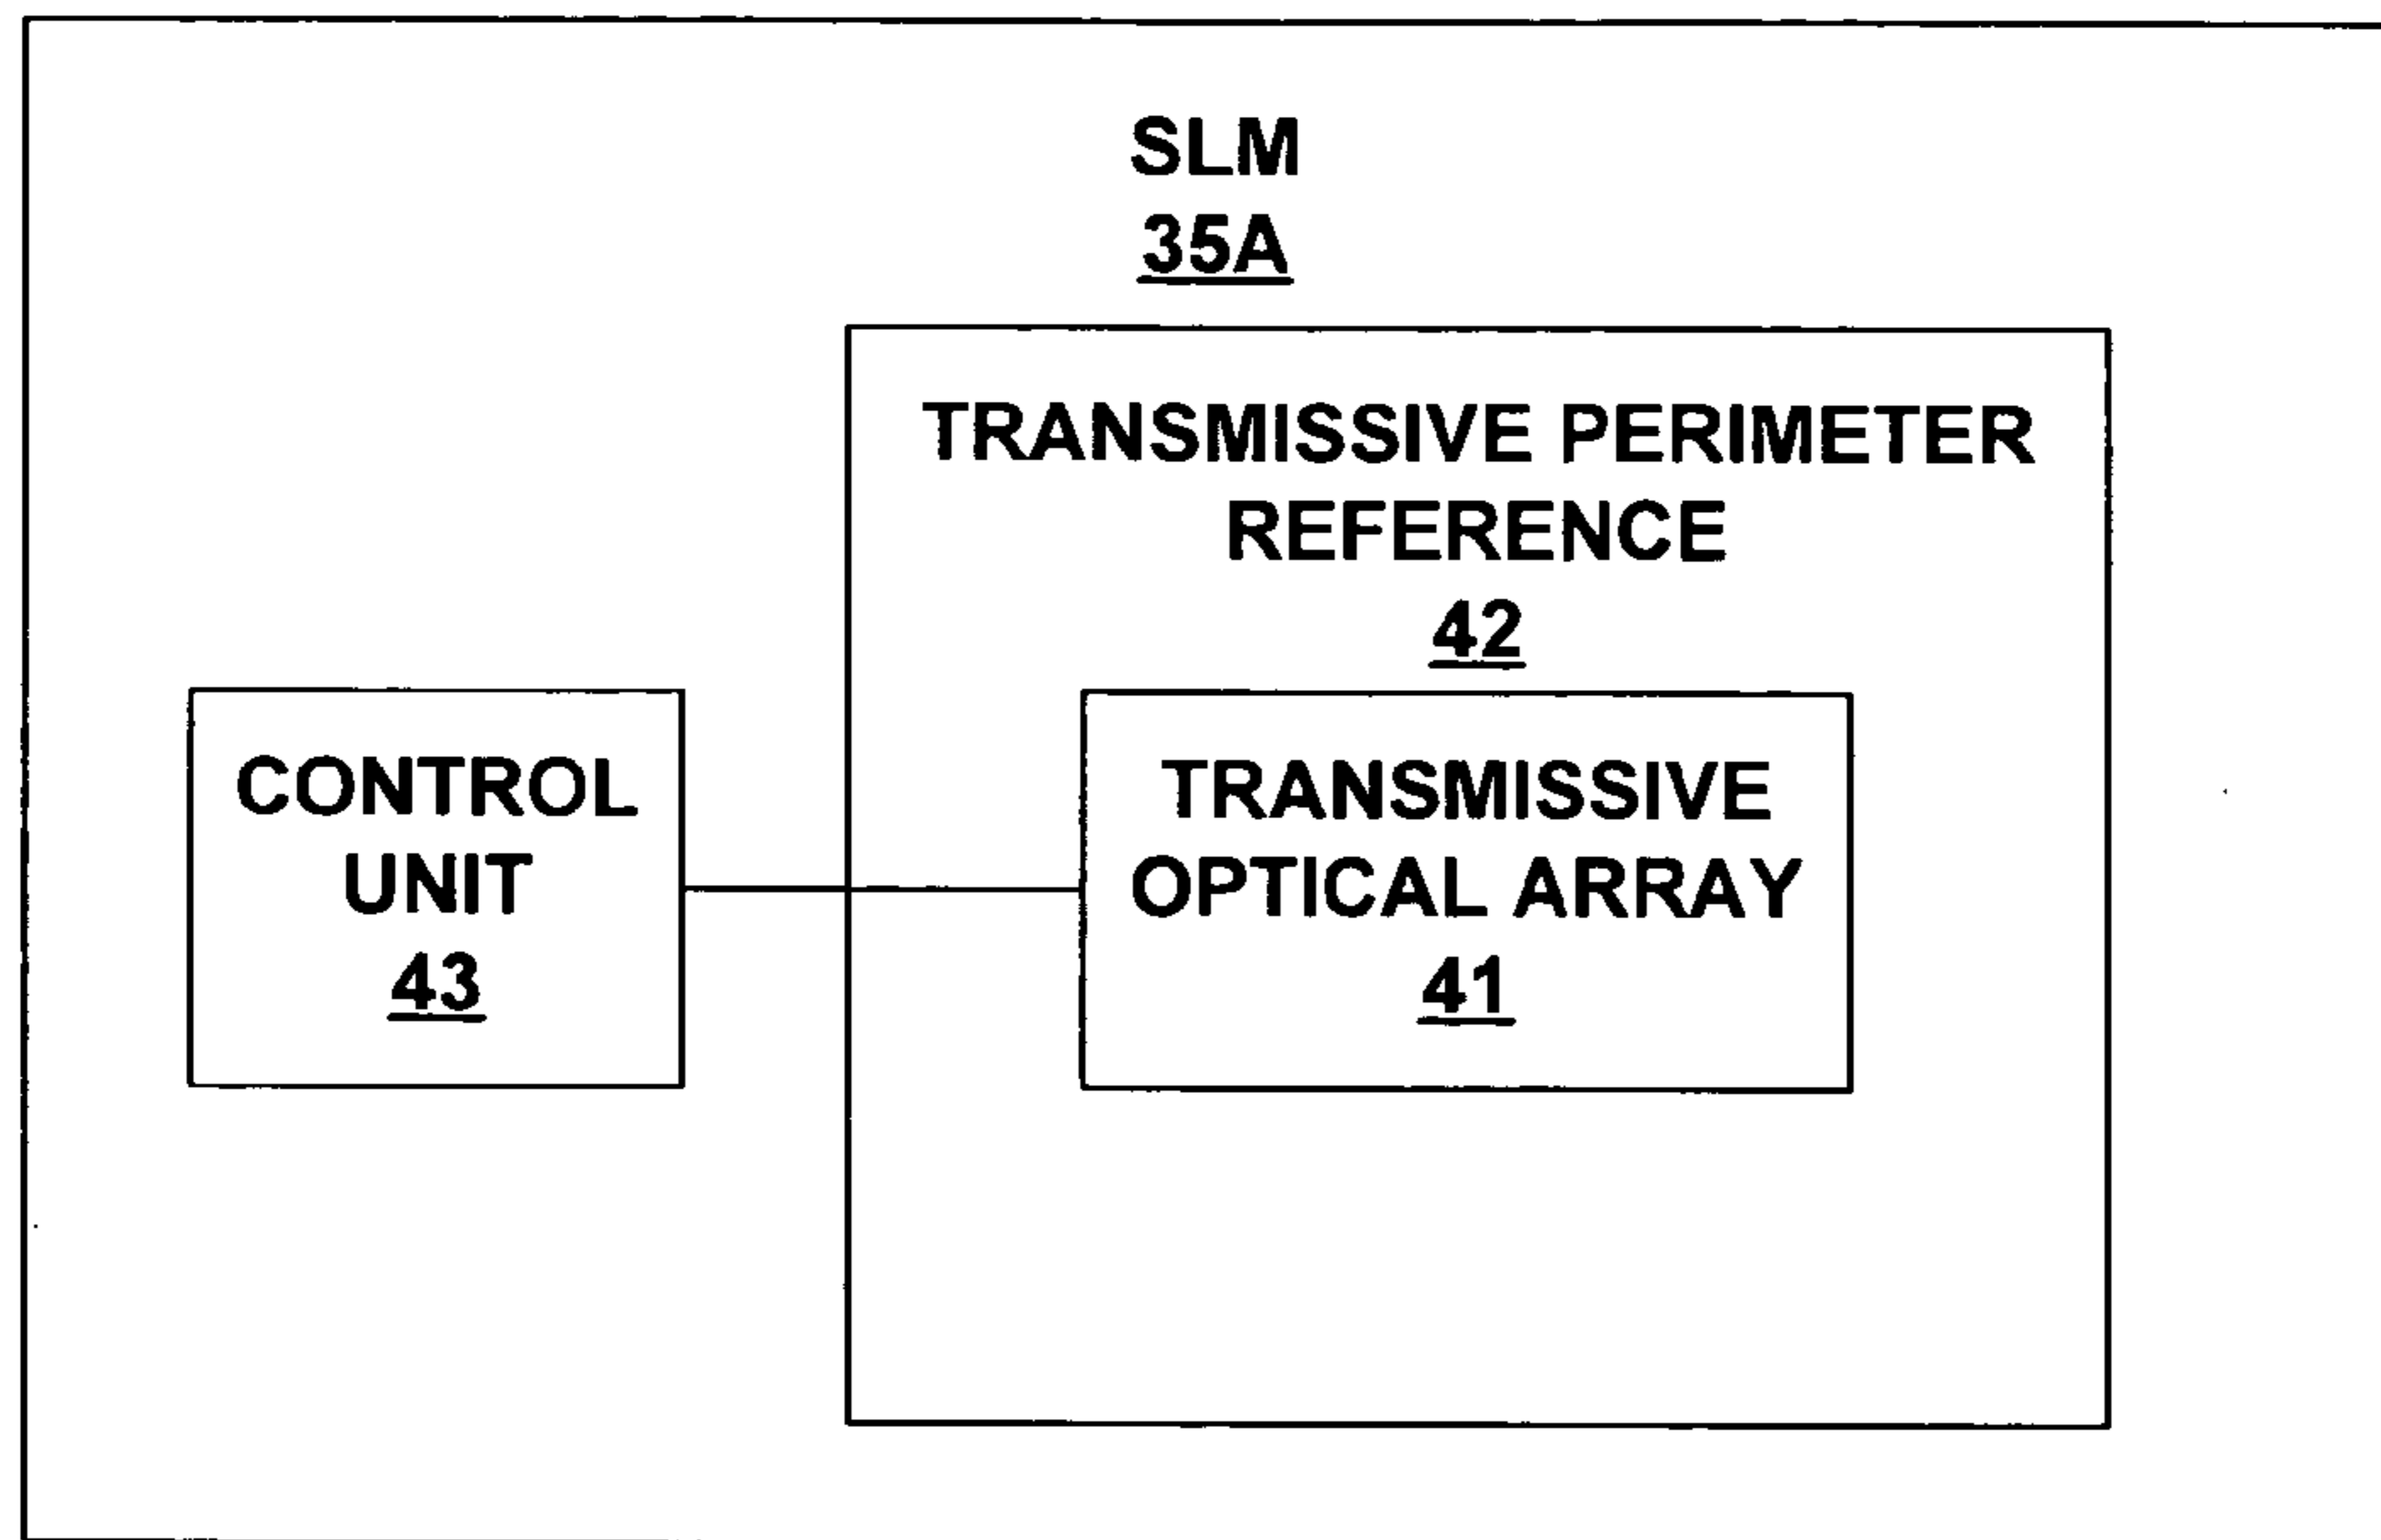 SLM
35A
TRANSMISSIVE PERIMETER
REFERENCE
42
CONTROL
UNIT
43
TRANSMISSIVE
OPTICAL ARRAY
41